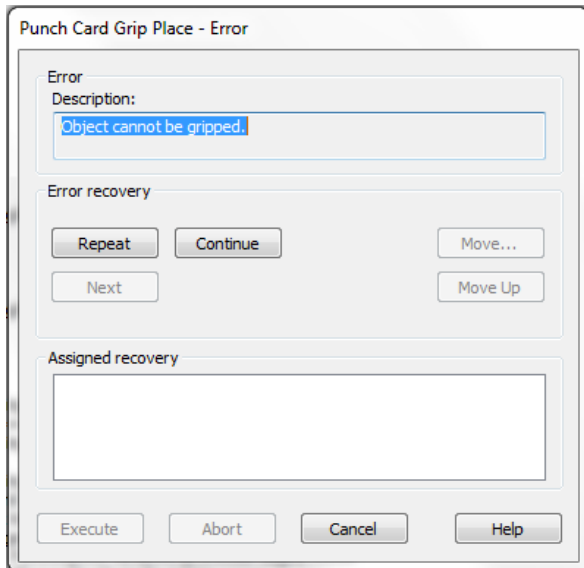 Punch Card Grip Place - Error
Error
Description:
Object cannot be gripped.
Error recovery
Repeat Continue Move...
Next Move Up
Assigned recovery
Execute Abort Cancel Help